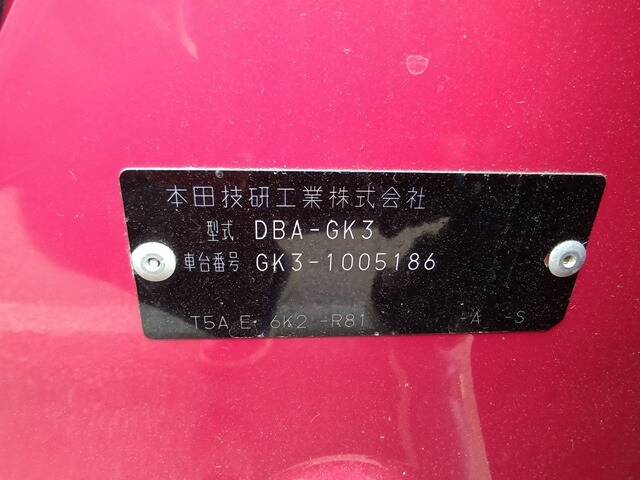 本田技研工業株式会社
型式 DBA-GK3
車台番号 GK3-1005186
T5A E 6K2 -R81 -A -S